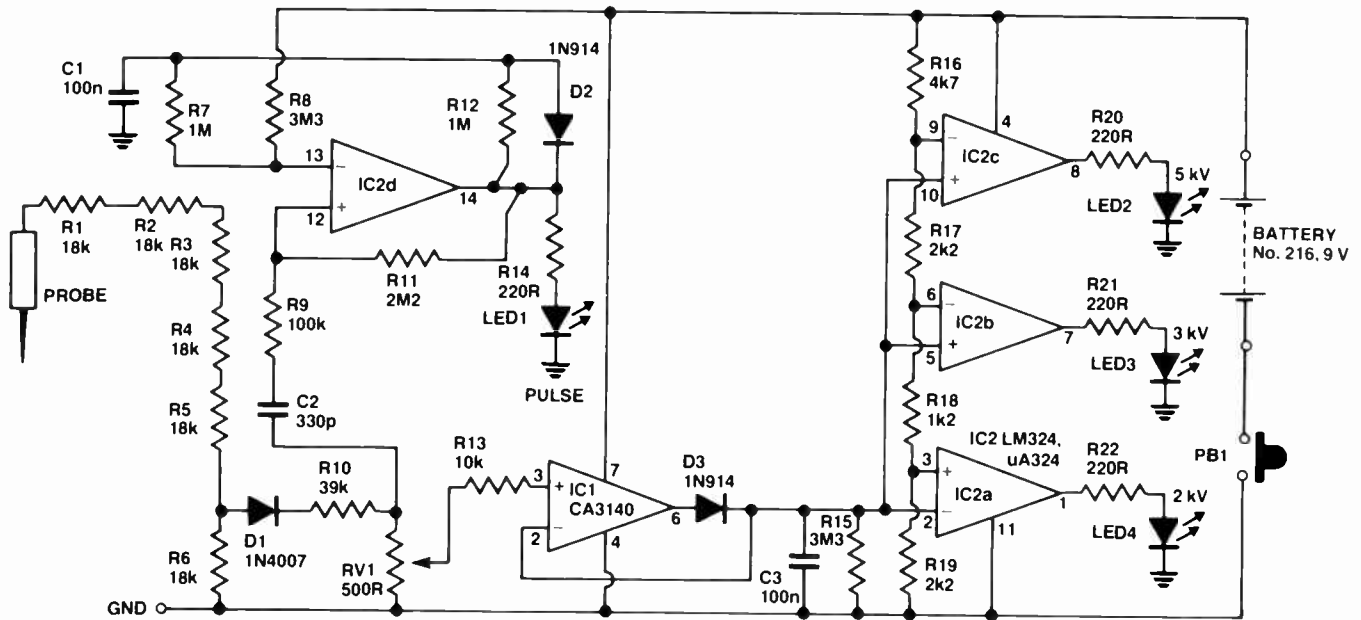 C1
100n
R7
1M
R8
3M3
R12
1M
1N914
D2
13
−
IC2d
12
+
14
R1
18k
R2
18k
R3
18k
PROBE
R4
18k
R5
18k
R9
100k
R11
2M2
R14
220R
LED1
PULSE
C2
330p
R10
39k
D1
1N4007
R6
18k
RV1
500R
GND
R13
10k
3
+
7
IC1
CA3140
−
2
4
6
D3
1N914
C3
100n
R15
3M3
R16
4k7
9
−
4
IC2c
10
+
8
R20
220R
5 kV
LED2
R17
2k2
6
−
IC2b
5
+
7
R21
220R
3 kV
LED3
R18
1k2
IC2 LM324,
uA324
3
+
IC2a
2
−
1
11
R22
220R
2 kV
LED4
R19
2k2
BATTERY
No. 216, 9 V
PB1